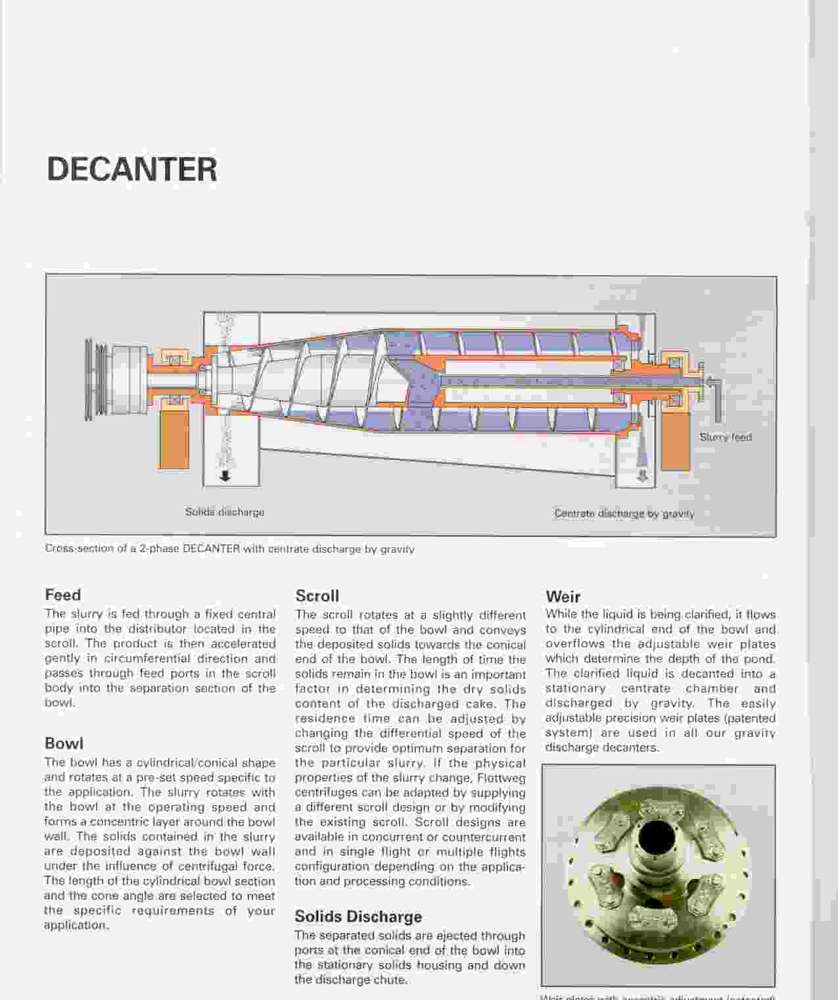 DECANTER
Slurry feed
Solids discharge
Centrate discharge by gravity
Cross-section of a 2-phase DECANTER with centrate discharge by gravity
Feed
The slurry is fed through a fixed central
pipe into the distributor located in the
scroll. The product is then accelerated
gently in circumferential direction and
passes through feed ports in the scroll
body into the separation section of the
bowl.
Bowl
The bowl has a cylindrical/conical shape
and rotates at a pre-set speed specific to
the application. The slurry rotates with
the bowl at the operating speed and
forms a concentric layer around the bowl
wall. The solids contained in the slurry
are deposited against the bowl wall
under the influence of centrifugal force.
The length of the cylindrical bowl section
and the cone angle are selected to meet
the specific requirements of your
application.
Scroll
The scroll rotates at a slightly different
speed to that of the bowl and conveys
the deposited solids towards the conical
end of the bowl. The length of time the
solids remain in the bowl is an important
factor in determining the dry solids
content of the discharged cake. The
residence time can be adjusted by
changing the differential speed of the
scroll to provide optimum separation for
the particular slurry. If the physical
properties of the slurry change, Flottweg
centrifuges can be adapted by supplying
a different scroll design or by modifying
the existing scroll. Scroll designs are
available in concurrent or countercurrent
and in single flight or multiple flights
configuration depending on the applica-
tion and processing conditions.
Solids Discharge
The separated solids are ejected through
ports at the conical end of the bowl into
the stationary solids housing and down
the discharge chute.
Weir
While the liquid is being clarified, it flows
to the cylindrical end of the bowl and
overflows the adjustable weir plates
which determine the depth of the pond.
The clarified liquid is decanted into a
stationary centrate chamber and
discharged by gravity. The easily
adjustable precision weir plates (patented
system) are used in all our gravity
discharge decanters.
Weir plates with eccentric adjustment (patented)